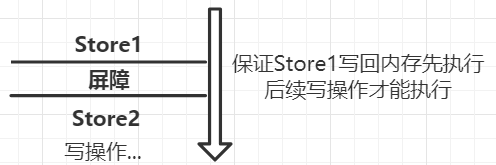 Store1
屏障
Store2
写操作...
保证Store1写回内存先执行
后续写操作才能执行